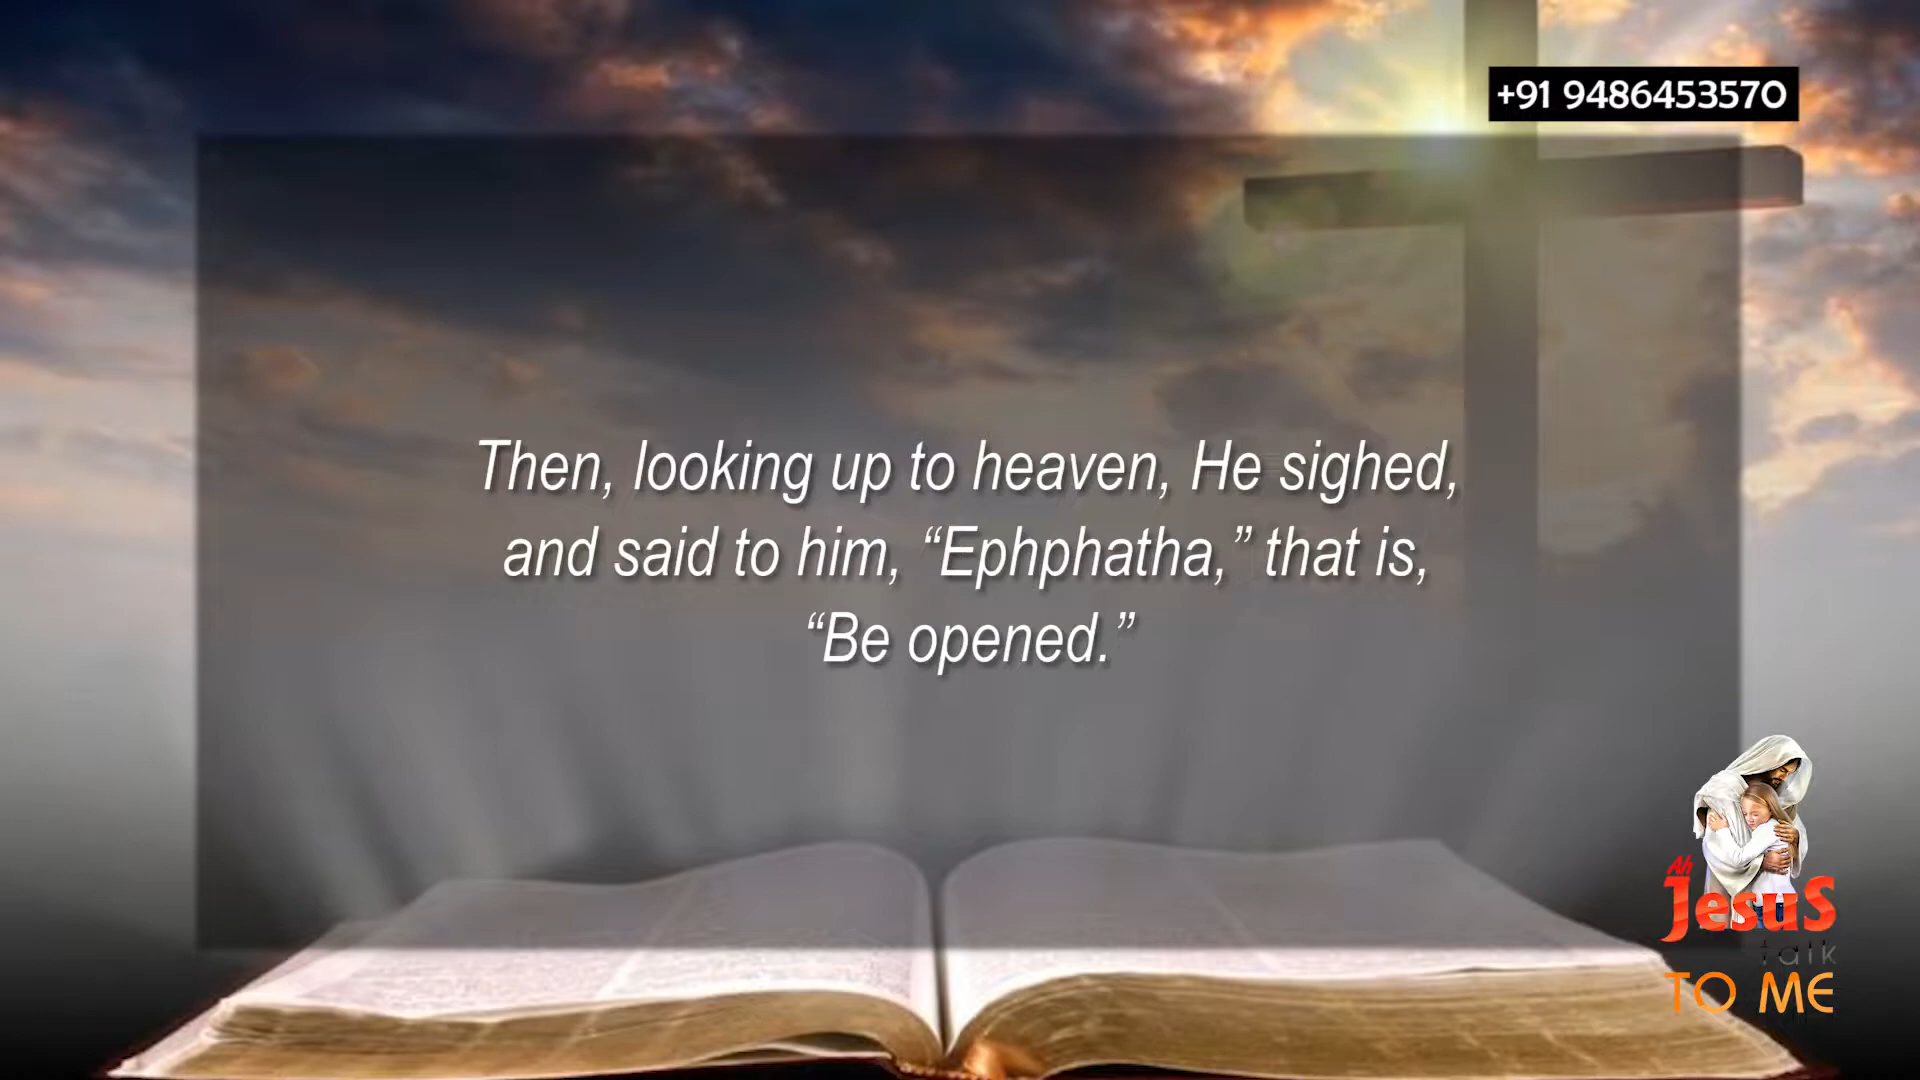 +91 9486453570
Then, looking up to heaven, He sighed,
and said to him, “Ephphatha,” that is,
“Be opened.”
Ah
JesuS
talk
TO ME